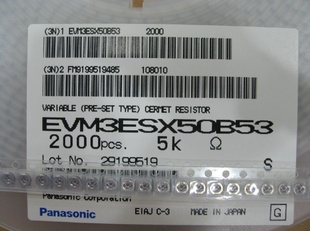 (3N)1 EVM3ESX50B53 2000
(3N)2 FM9199519485 108010
VARIABLE (PRE-SET TYPE) CERMET RESISTOR
EVM3ESX50B53
2000pcs. 5k Ω
Lot No. 29199519 S
Panasonic Corporation
Panasonic EIAJ C-3 MADE IN JAPAN G